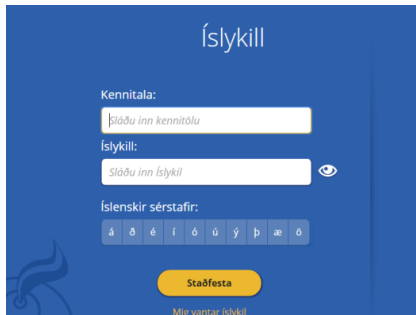 Íslykill
Kennitala:
Sláðu inn kennitölu
Íslykill:
Sláðu inn Íslykil
Íslenskir sérstafir:
á ð é í ó ú ý þ æ ö
Staðfesta
Mig vantar íslykil